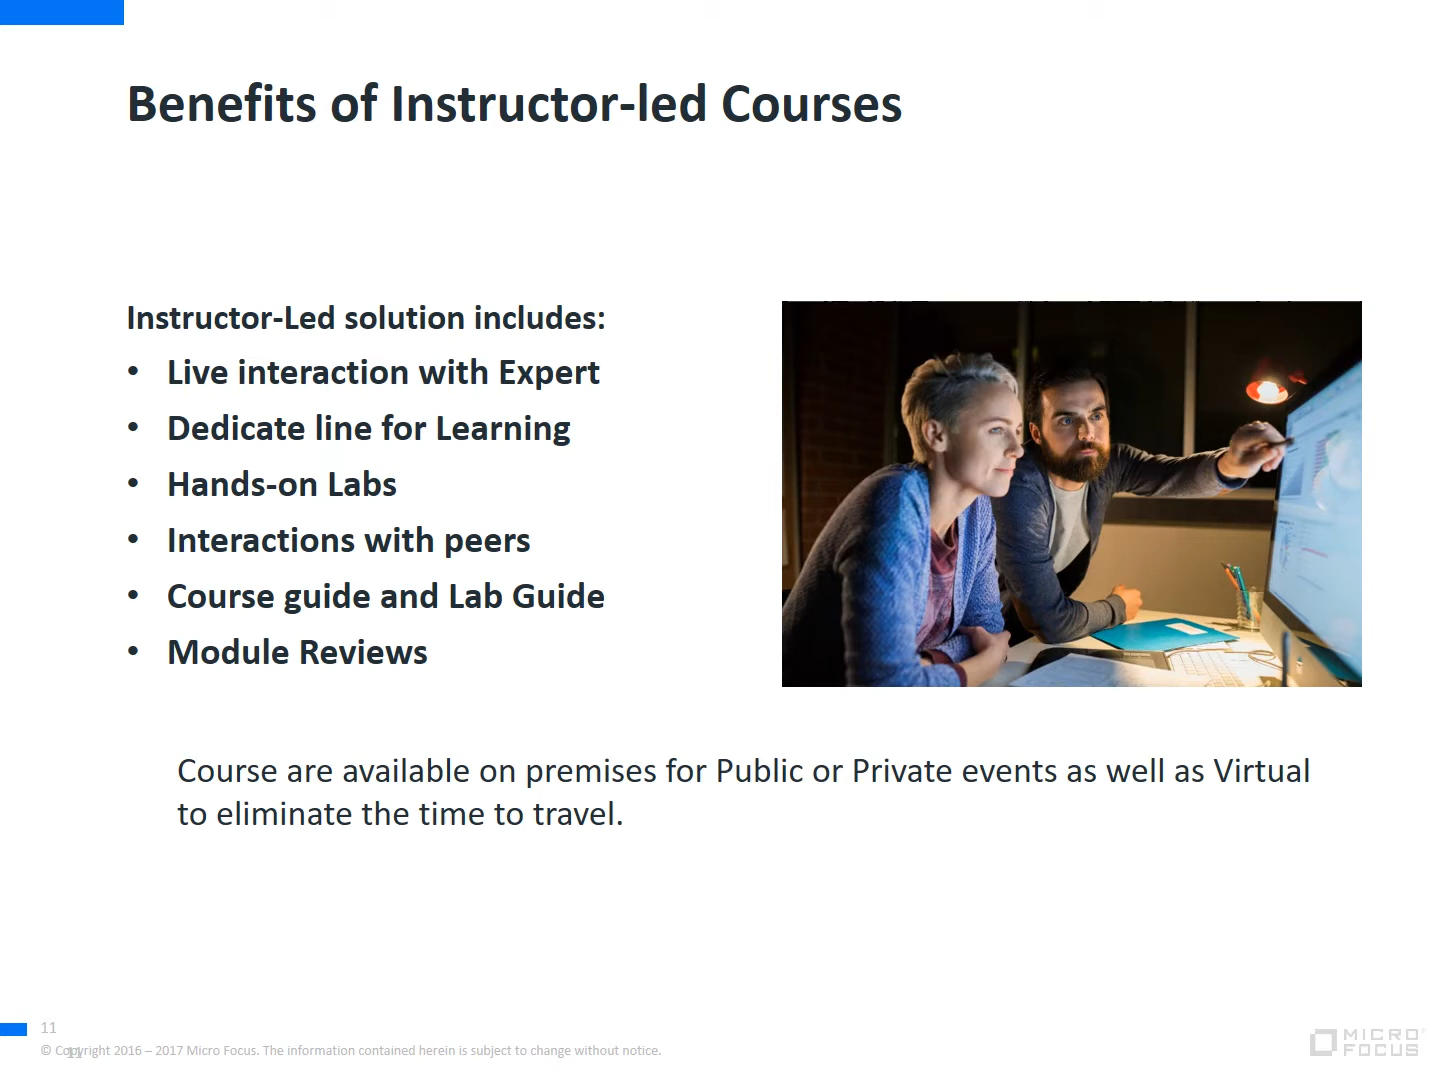 Benefits of Instructor-led Courses
Instructor-Led solution includes:
• Live interaction with Expert
• Dedicate line for Learning
• Hands-on Labs
• Interactions with peers
• Course guide and Lab Guide
• Module Reviews
Course are available on premises for Public or Private events as well as Virtual
to eliminate the time to travel.
11
© Copyright 2016 – 2017 Micro Focus. The information contained herein is subject to change without notice.
11
MICRO
FOCUS